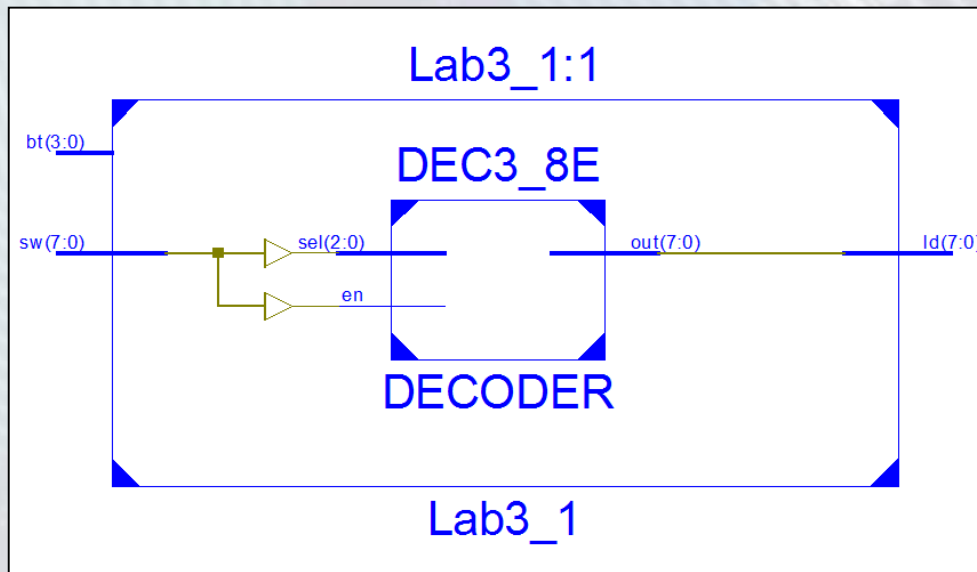 Lab3_1:1
bt(3:0)
DEC3_8E
sw(7:0)
sel(2:0)
out(7:0)
ld(7:0)
en
DECODER
Lab3_1